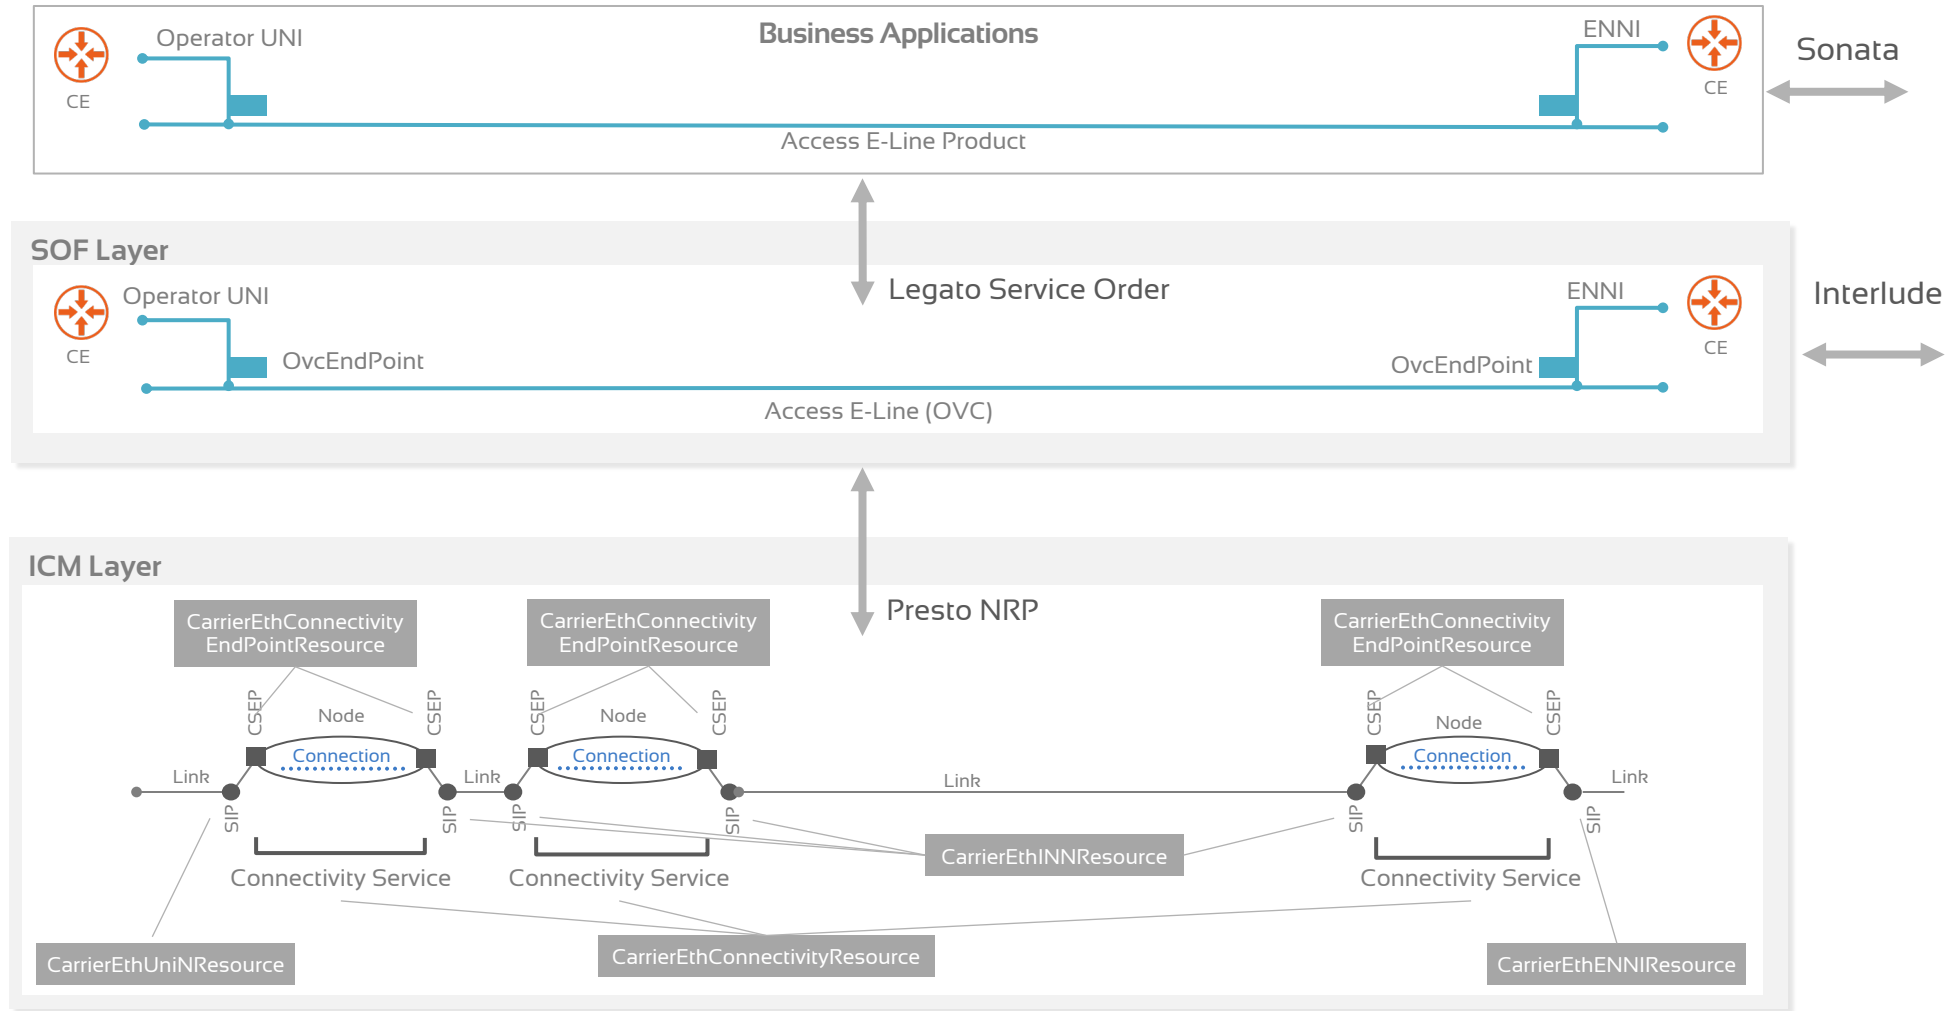 Operator UNI
Business Applications
ENNI
Sonata
CE
CE
Access E-Line Product
SOF Layer
Operator UNI
Legato Service Order
ENNI
Interlude
CE
CE
OvcEndPoint
OvcEndPoint
Access E-Line (OVC)
ICM Layer
Presto NRP
CarrierEthConnectivity
EndPointResource
CarrierEthConnectivity
EndPointResource
CarrierEthConnectivity
EndPointResource
CSEP
Node
CSEP
CSEP
Node
CSEP
CSEP
Node
CSEP
Connection
Connection
Connection
Link
Link
Link
Link
SIP
SIP
SIP
SIP
SIP
SIP
CarrierEthINNResource
Connectivity Service
Connectivity Service
Connectivity Service
CarrierEthUniNResource
CarrierEthConnectivityResource
CarrierEthENNIResource